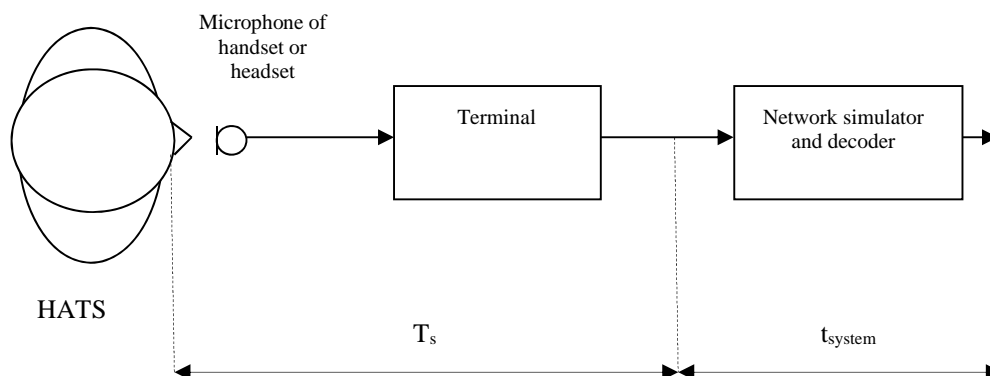 Microphone of
handset or
headset
Terminal
Network simulator
and decoder
HATS
Ts
tsystem